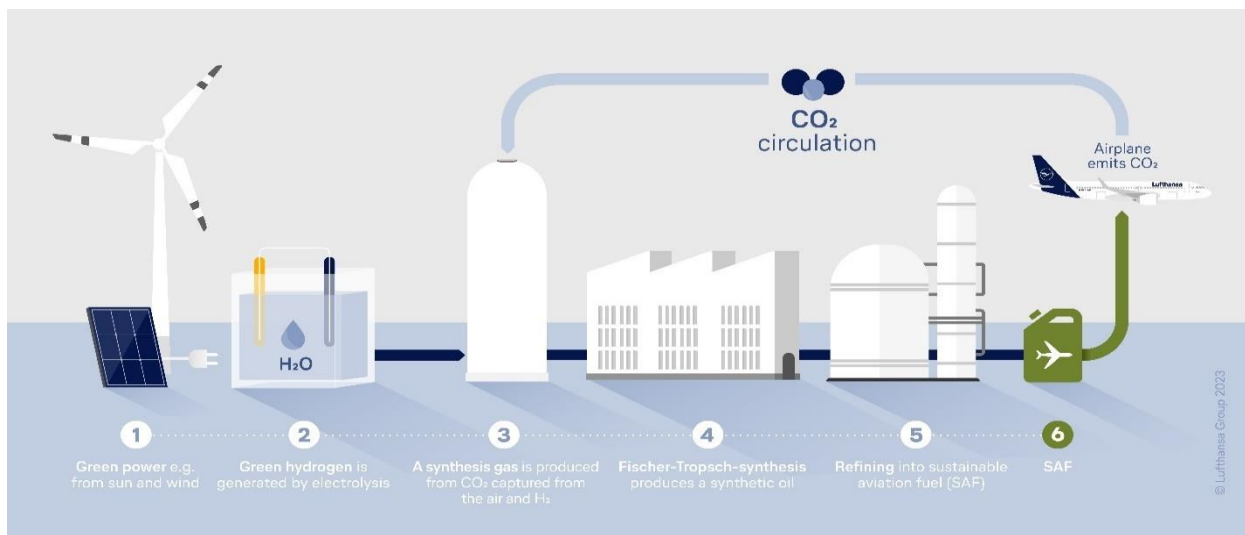 CO₂
circulation
Airplane
emits CO₂
Lufthansa
H₂O
1
2
3
4
5
6
Green power e.g.
from sun and wind
Green hydrogen is
generated by electrolysis
A synthesis gas is produced
from CO₂ captured from
the air and H₂
Fischer-Tropsch-synthesis
produces a synthetic oil
Refining into sustainable
aviation fuel (SAF)
SAF
© Lufthansa Group 2023